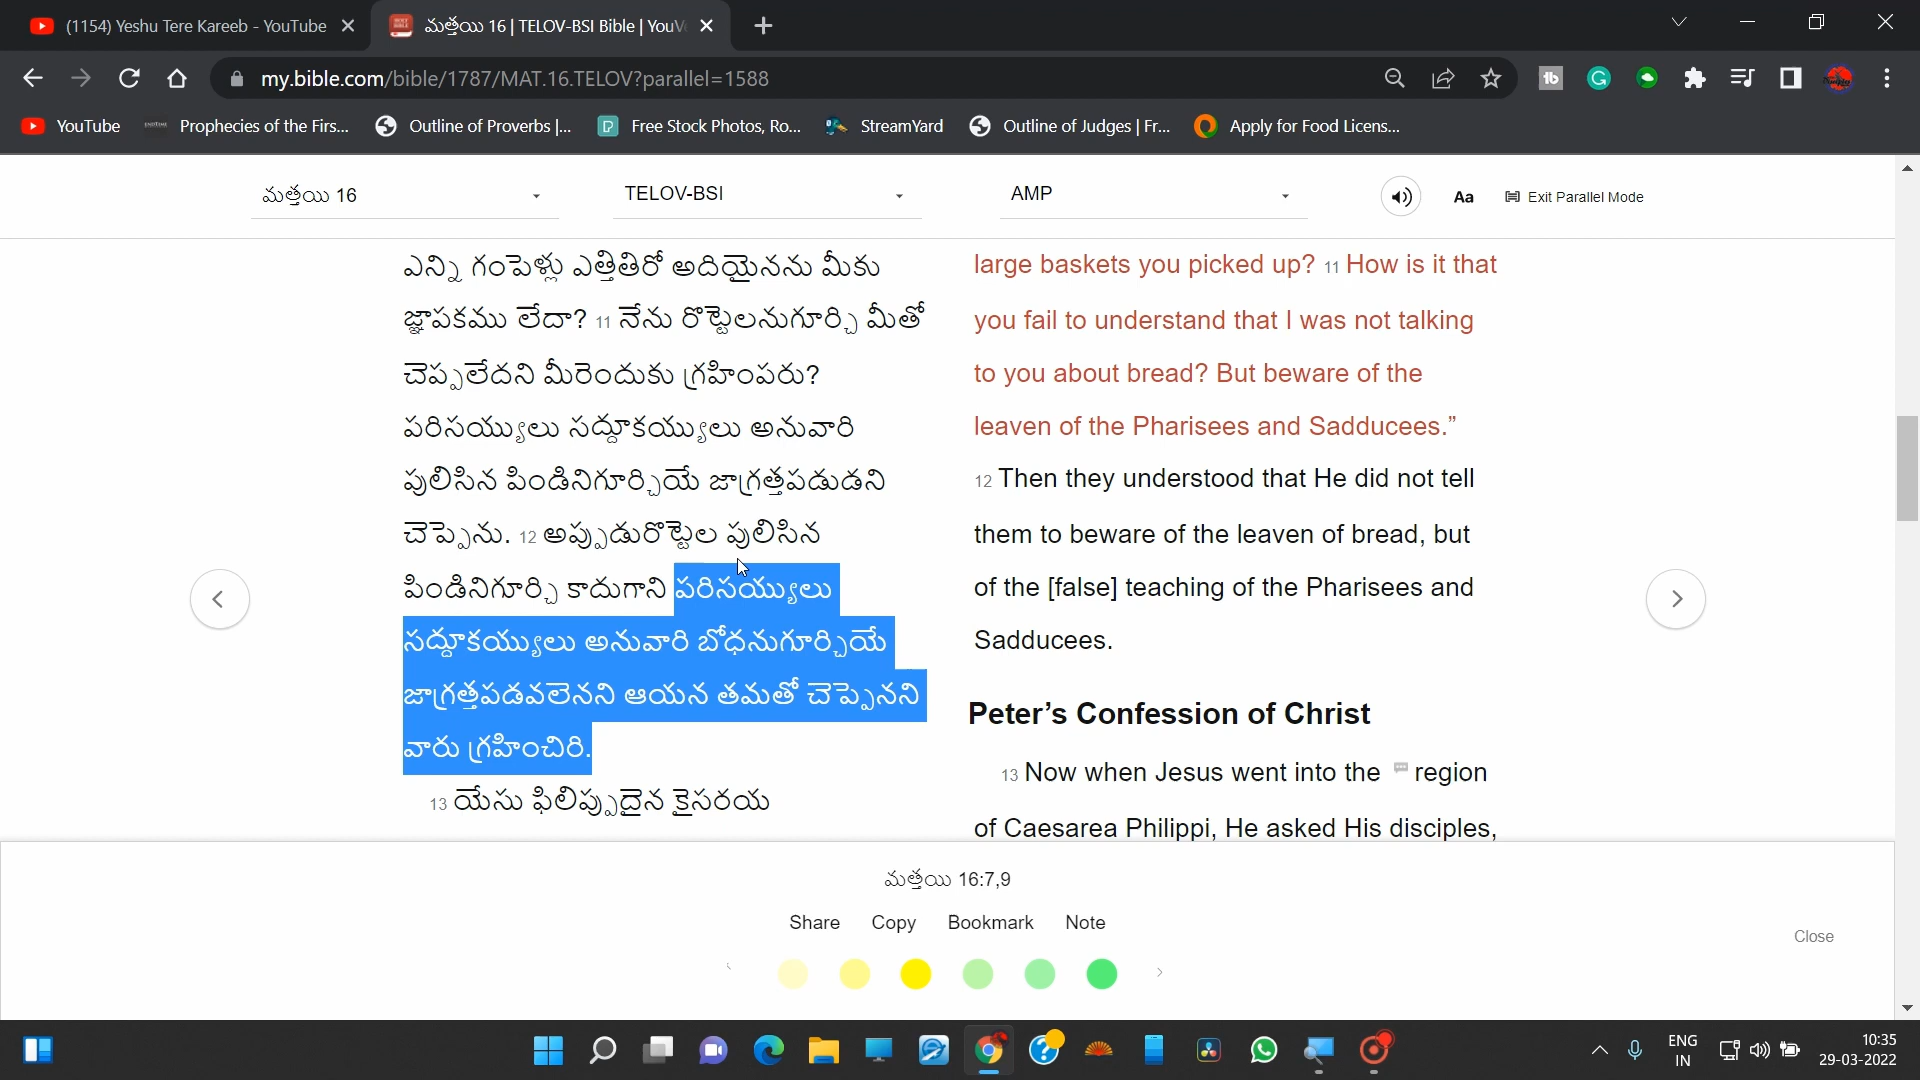 (1154) Yeshu Tere Kareeb - YouTube
మత్తయి 16 | TELOV-BSI Bible | YouV
my.bible.com/bible/1787/MAT.16.TELOV?parallel=1588
YouTube
Prophecies of the Firs...
Outline of Proverbs |...
Free Stock Photos, Ro...
StreamYard
Outline of Judges | Fr...
Apply for Food Licens...
మత్తయి 16
TELOV-BSI
AMP
Aa
Exit Parallel Mode
ఎన్ని గంపెళ్లు ఎత్తితిరో అదియైనను మీకు
జ్ఞాపకము లేదా? 11 నేను రొట్టెలనుగూర్చి మీతో
చెప్పలేదని మీరెందుకు గ్రహింపరు?
పరిసయ్యులు సద్దూకయ్యులు అనువారి
పులిసిన పిండినిగూర్చియే జాగ్రత్తపడుడని
చెప్పెను. 12 అప్పుడురొట్టెల పులిసిన
పిండినిగూర్చి కాదుగాని పరిసయ్యులు
సద్దూకయ్యులు అనువారి బోధనుగూర్చియే
జాగ్రత్తపడవలెనని ఆయన తమతో చెప్పెనని
వారు గ్రహించిరి.
13 యేసు ఫిలిప్పుదైన కైసరయ
large baskets you picked up? 11 How is it that
you fail to understand that I was not talking
to you about bread? But beware of the
leaven of the Pharisees and Sadducees.”
12 Then they understood that He did not tell
them to beware of the leaven of bread, but
of the [false] teaching of the Pharisees and
Sadducees.
Peter’s Confession of Christ
13 Now when Jesus went into the region
of Caesarea Philippi, He asked His disciples,
మత్తయి 16:7,9
Share
Copy
Bookmark
Note
Close
ENG
IN
10:35
29-03-2022